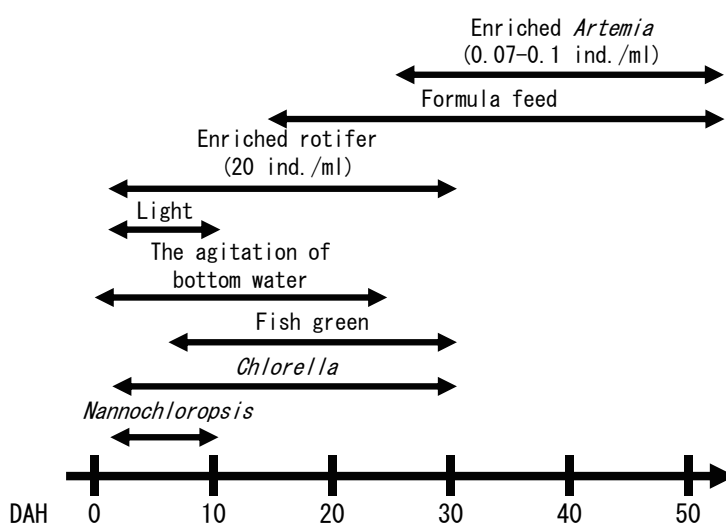 Enriched Artemia
(0.07-0.1 ind./ml)
Formula feed
Enriched rotifer
(20 ind./ml)
Light
The agitation of
bottom water
Fish green
Chlorella
Nannochloropsis
DAH 0 10 20 30 40 50